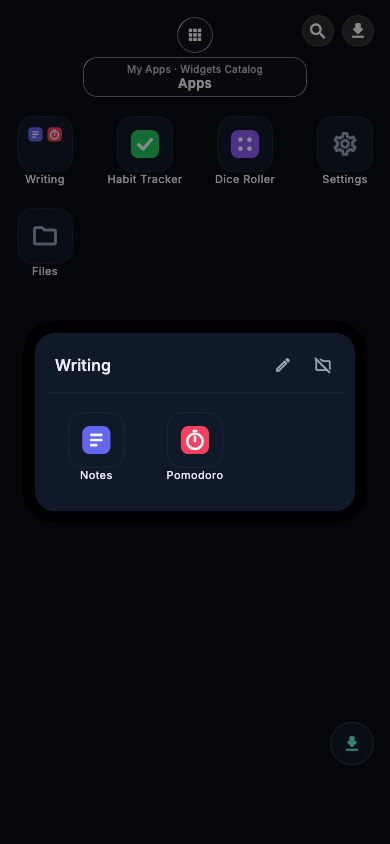 My Apps · Widgets Catalog
Apps
Writing
Habit Tracker
Dice Roller
Settings
Files
Writing
Notes
Pomodoro